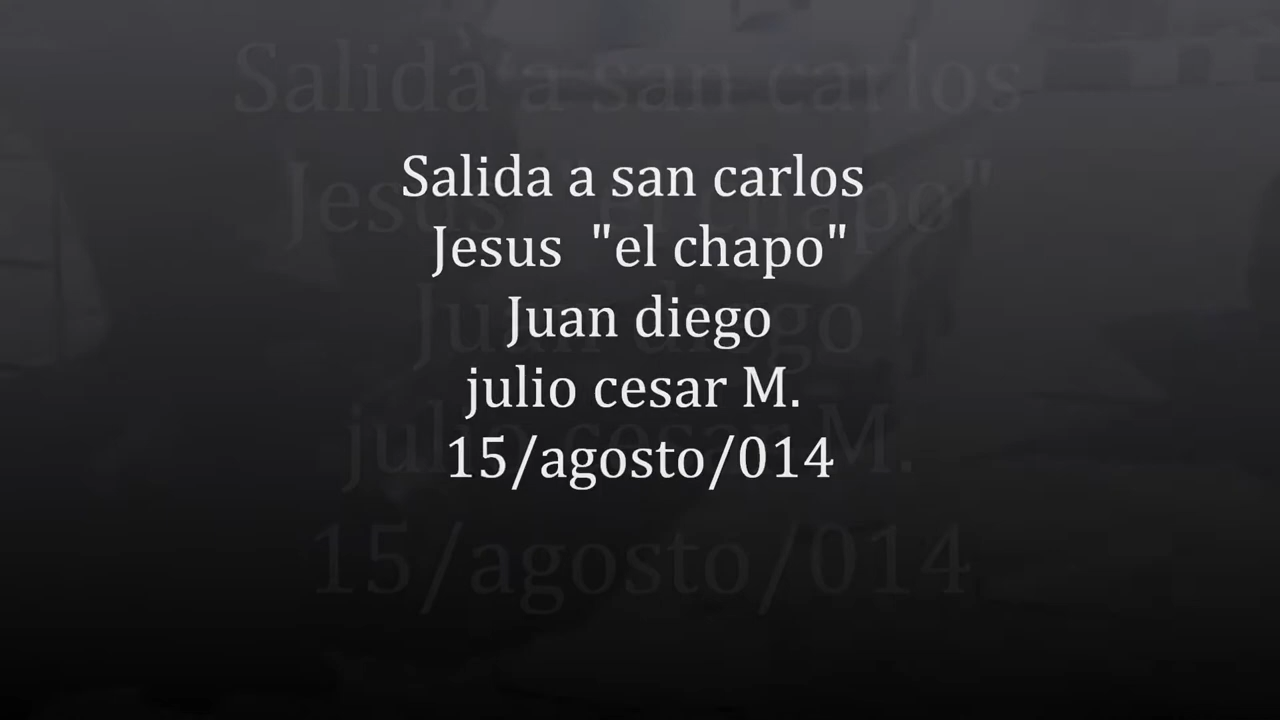 Salida a san carlos
Jesus  "el chapo"
Juan diego
julio cesar M.
15/agosto/014